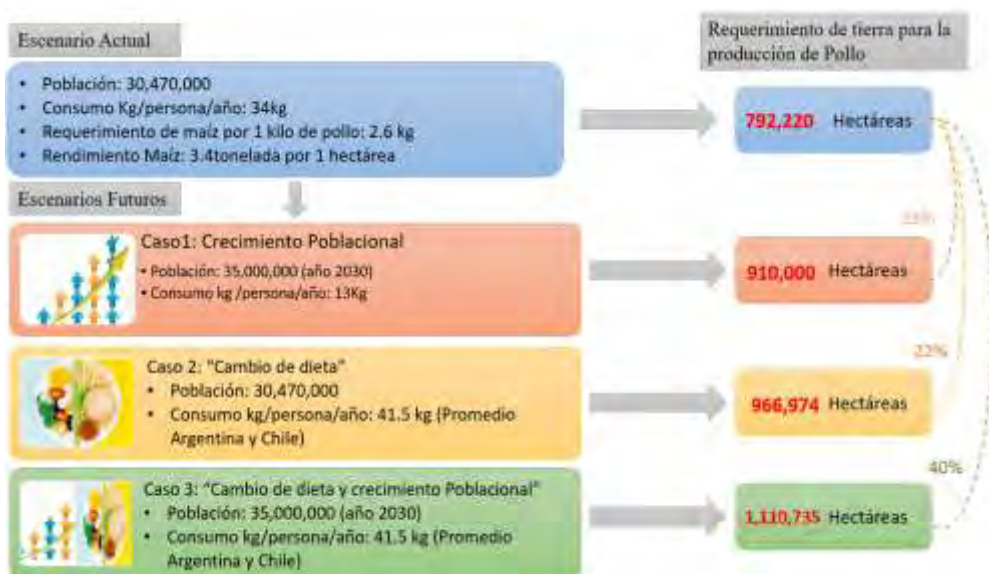 Escenario Actual
Requerimiento de tierra para la
producción de Pollo
• Población: 30,470,000
• Consumo Kg/persona/año: 34kg
• Requerimiento de maíz por 1 kilo de pollo: 2.6 kg
• Rendimiento Maíz: 3.4tonelada por 1 hectárea
792,220 Hectáreas
Escenarios Futuros
Caso1: Crecimiento Poblacional
• Población: 35,000,000 (año 2030)
• Consumo kg /persona/año: 13Kg
910,000 Hectáreas
22%
Caso 2: "Cambio de dieta"
• Población: 30,470,000
• Consumo kg/persona/año: 41.5 kg (Promedio
Argentina y Chile)
966,974 Hectáreas
40%
Caso 3: "Cambio de dieta y crecimiento Poblacional"
• Población: 35,000,000 (año 2030)
• Consumo kg/persona/año: 41.5 kg (Promedio
Argentina y Chile)
1,110,735 Hectáreas